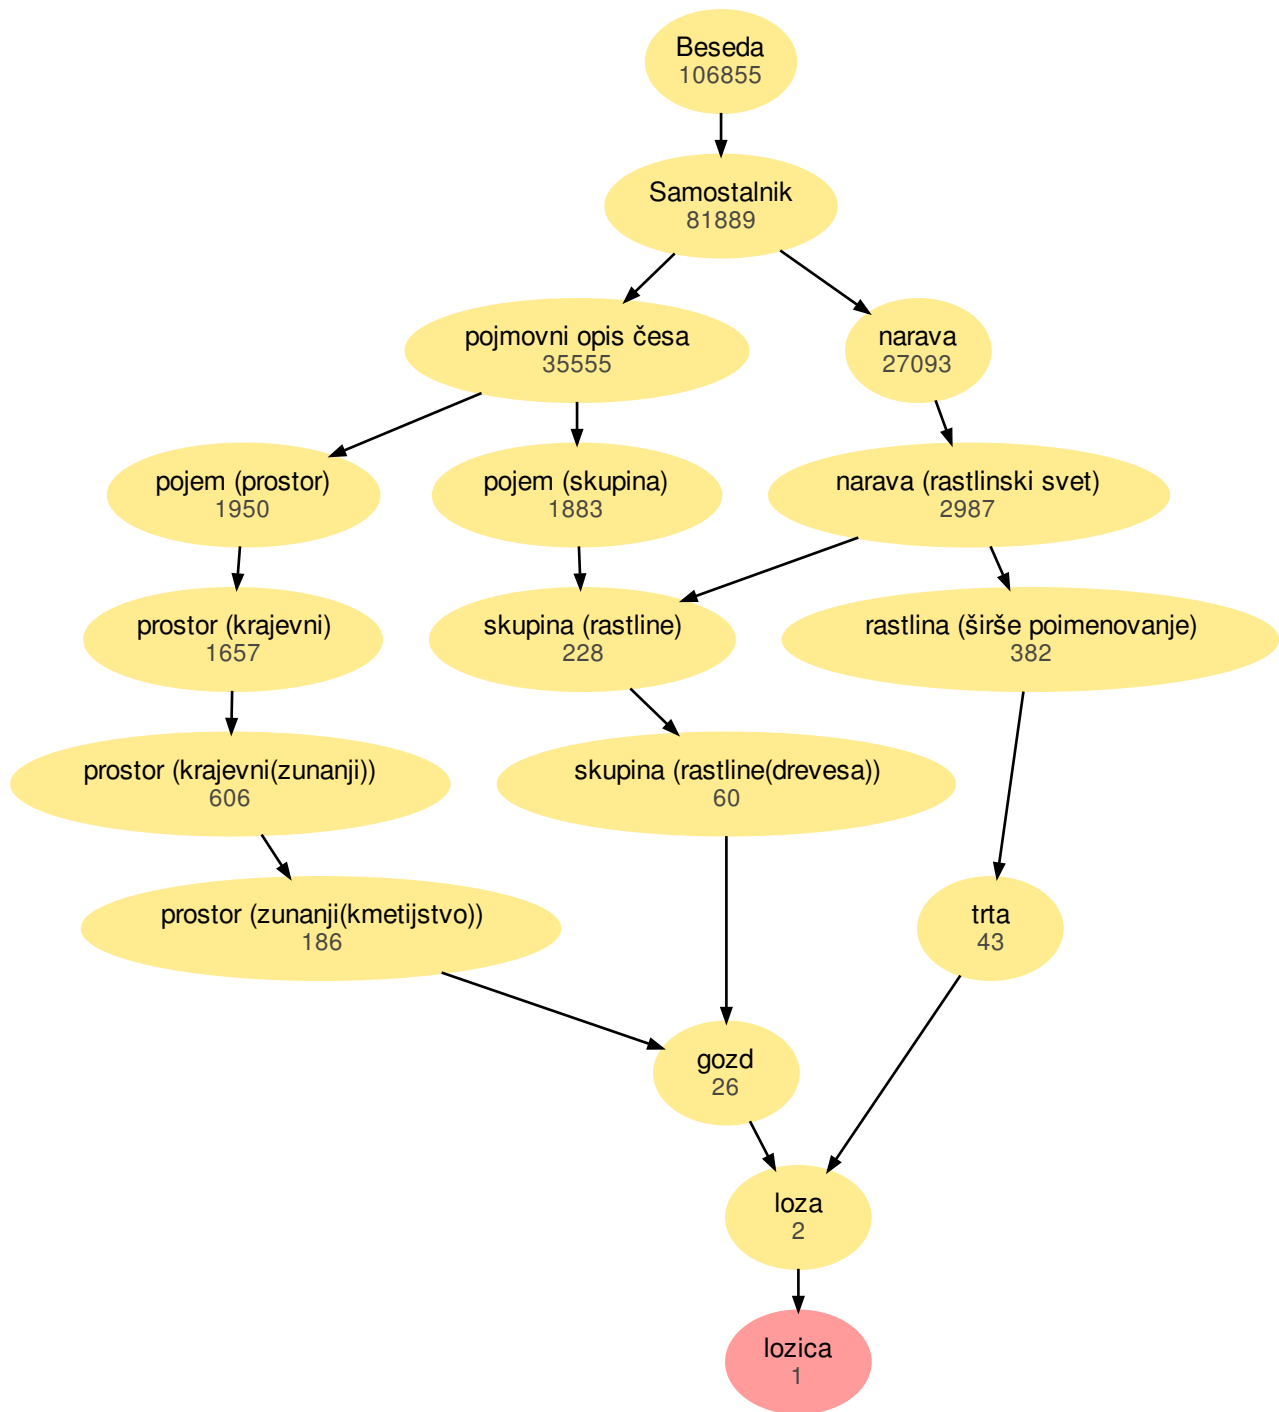 Beseda
106855
Samostalnik
81889
pojmovni opis česa
35555
narava
27093
pojem (prostor)
1950
pojem (skupina)
1883
narava (rastlinski svet)
2987
prostor (krajevni)
1657
skupina (rastline)
228
rastlina (širše poimenovanje)
382
prostor (krajevni(zunanji))
606
skupina (rastline(drevesa))
60
prostor (zunanji(kmetijstvo))
186
trta
43
gozd
26
loza
2
lozica
1